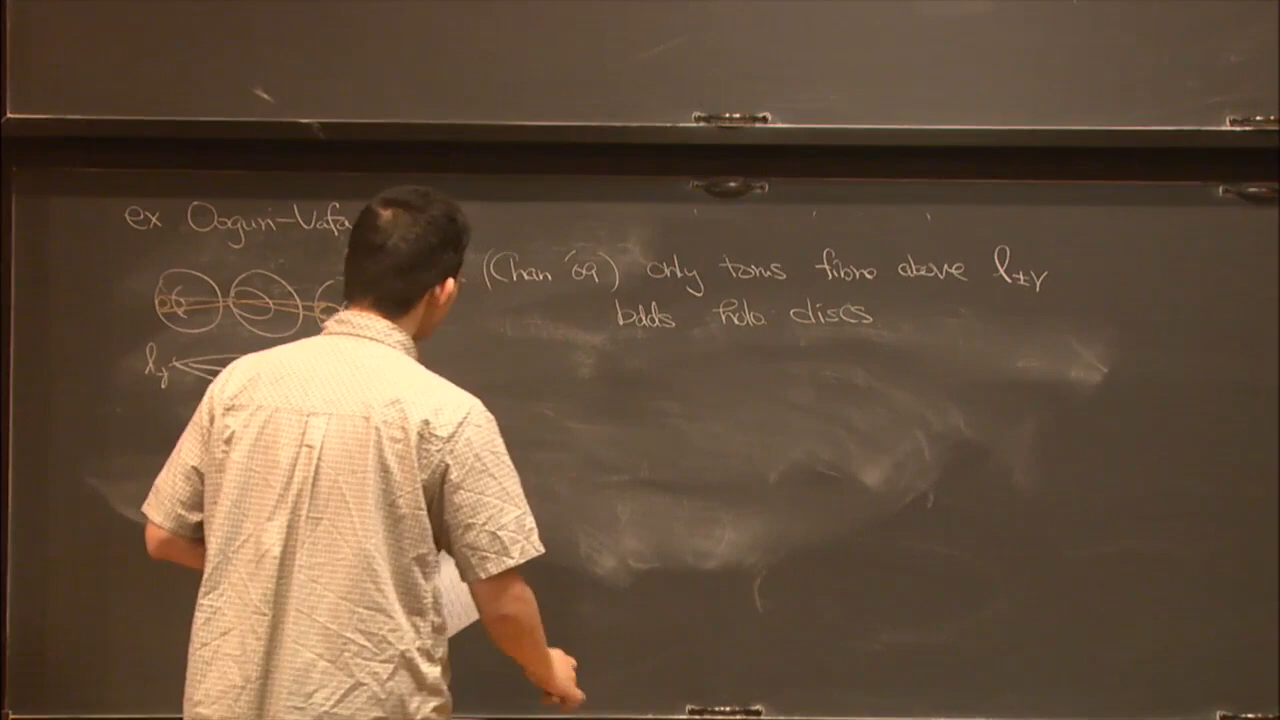 ex Ooguri-Vafa
(Chan '09) only torus fibre above l±γ
bdds holo discs
lγ